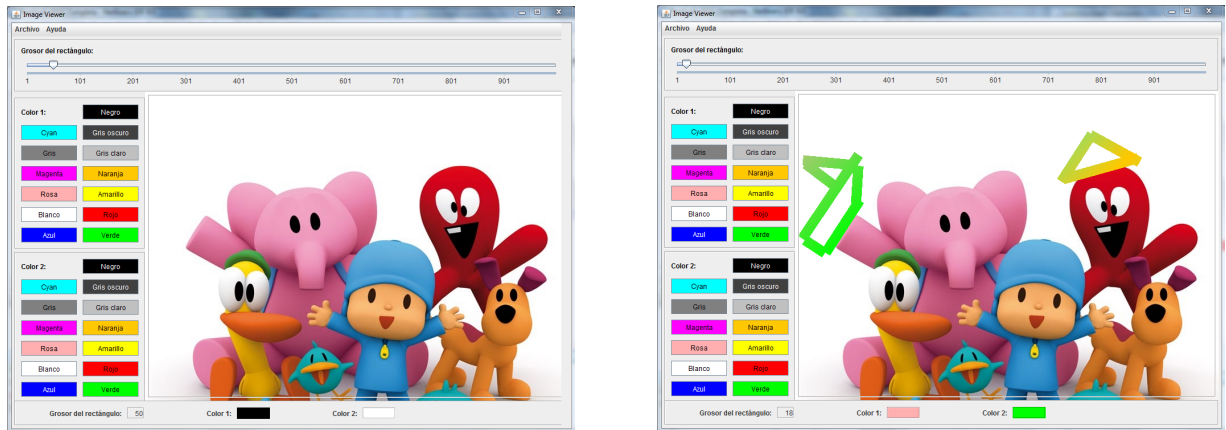 Image Viewer
Archivo Ayuda
Grosor del rectángulo:
1 101 201 301 401 501 601 701 801 901
Color 1: Negro
Cyan Gris oscuro
Gris Gris claro
Magenta Naranja
Rosa Amarillo
Blanco Rojo
Azul Verde
Color 2: Negro
Cyan Gris oscuro
Gris Gris claro
Magenta Naranja
Rosa Amarillo
Blanco Rojo
Azul Verde
Grosor del rectángulo: 50 Color 1: Color 2:
Image Viewer
Archivo Ayuda
Grosor del rectángulo:
1 101 201 301 401 501 601 701 801 901
Color 1: Negro
Cyan Gris oscuro
Gris Gris claro
Magenta Naranja
Rosa Amarillo
Blanco Rojo
Azul Verde
Color 2: Negro
Cyan Gris oscuro
Gris Gris claro
Magenta Naranja
Rosa Amarillo
Blanco Rojo
Azul Verde
Grosor del rectángulo: 18 Color 1: Color 2: